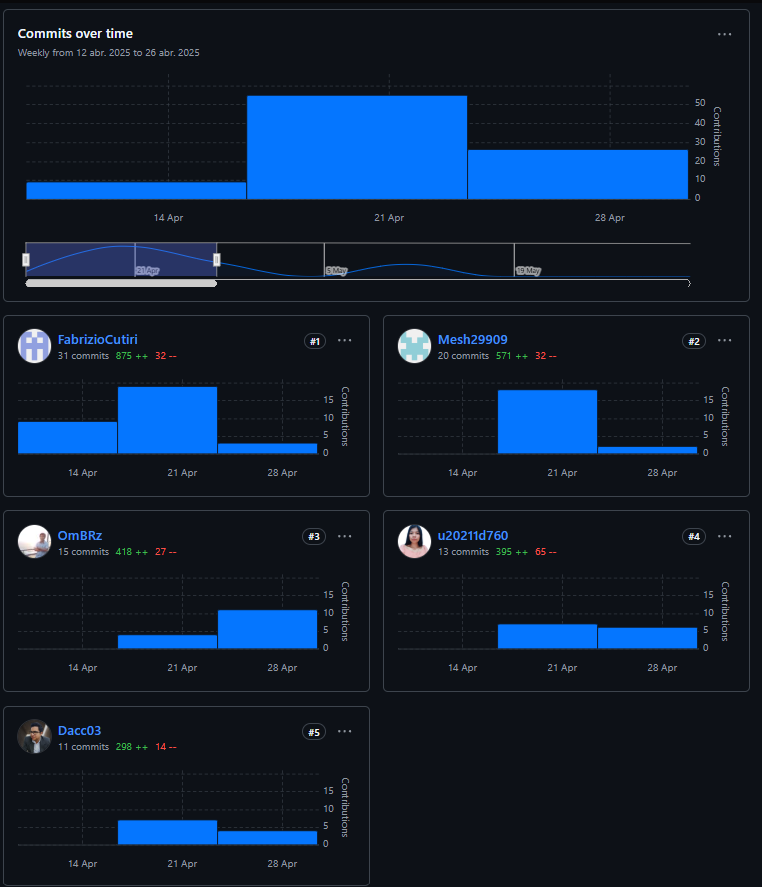 Commits over time
Weekly from 12 abr. 2025 to 26 abr. 2025
50
40
30
20
10
0
Contributions
14 Apr 21 Apr 28 Apr
21 Apr 5 May 19 May
FabrizioCutiri #1
31 commits 875 ++ 32 --
15
10
5
0
Contributions
14 Apr 21 Apr 28 Apr
Mesh29909 #2
20 commits 571 ++ 32 --
15
10
5
0
Contributions
14 Apr 21 Apr 28 Apr
OmBRz #3
15 commits 418 ++ 27 --
15
10
5
0
Contributions
14 Apr 21 Apr 28 Apr
u20211d760 #4
13 commits 395 ++ 65 --
15
10
5
0
Contributions
14 Apr 21 Apr 28 Apr
Dacc03 #5
11 commits 298 ++ 14 --
15
10
5
0
Contributions
14 Apr 21 Apr 28 Apr